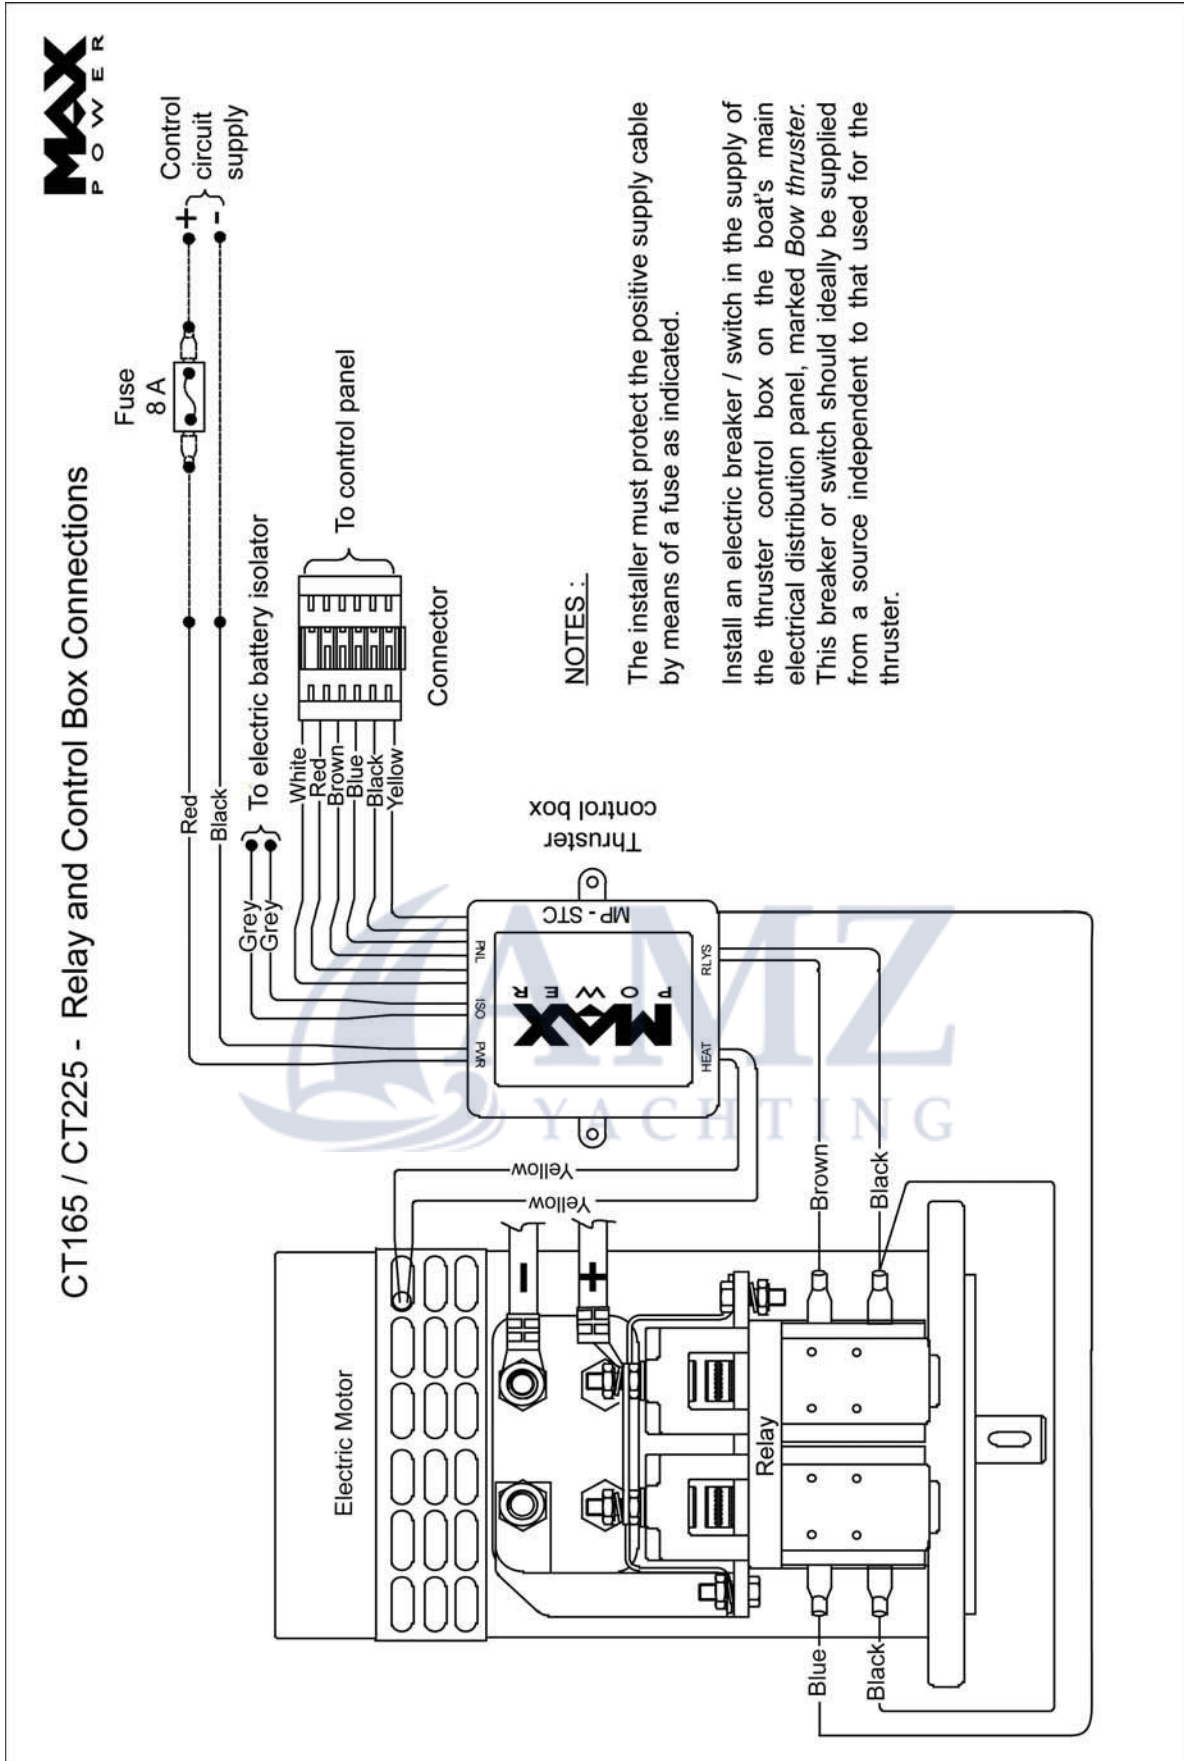 CT165 / CT225 - Relay and Control Box Connections
MAX
POWER
Fuse
8 A
+
-
Control
circuit
supply
Red
Black
Grey
Grey
To electric battery isolator
White
Red
Brown
Blue
Black
Yellow
To control panel
Connector
PWR
ISO
PNL
MAX
POWER
MP - STC
HEAT
RLYS
Thruster
control box
Yellow
Yellow
Electric Motor
-
+
Relay
Blue
Black
Brown
Black
NOTES :
The installer must protect the positive supply cable
by means of a fuse as indicated.
Install an electric breaker / switch in the supply of
the thruster control box on the boat's main
electrical distribution panel, marked Bow thruster.
This breaker or switch should ideally be supplied
from a source independent to that used for the
thruster.
AMZ
YACHTING